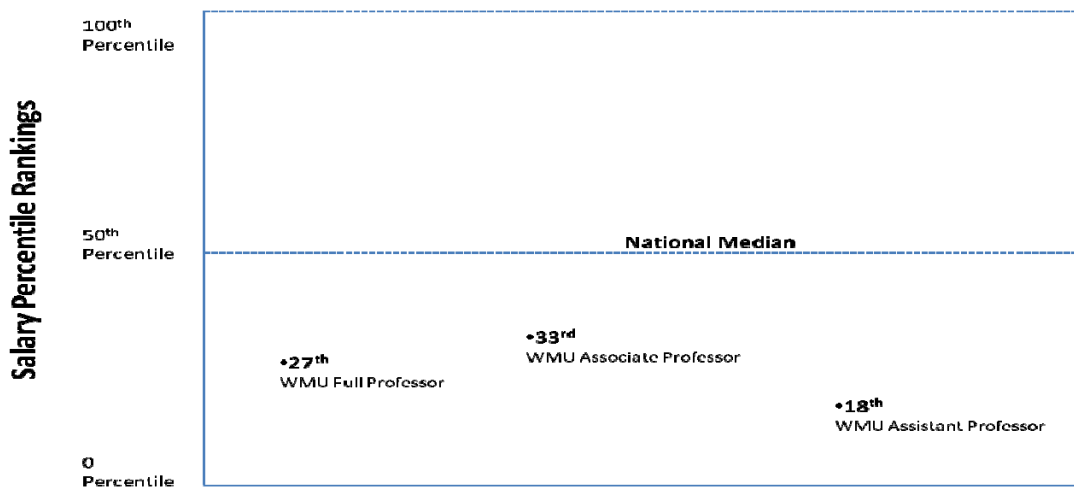 100th
Percentile
Salary Percentile Rankings
50th
Percentile
National Median
•33rd
WMU Associate Professor
•27th
WMU Full Professor
•18th
WMU Assistant Professor
0
Percentile